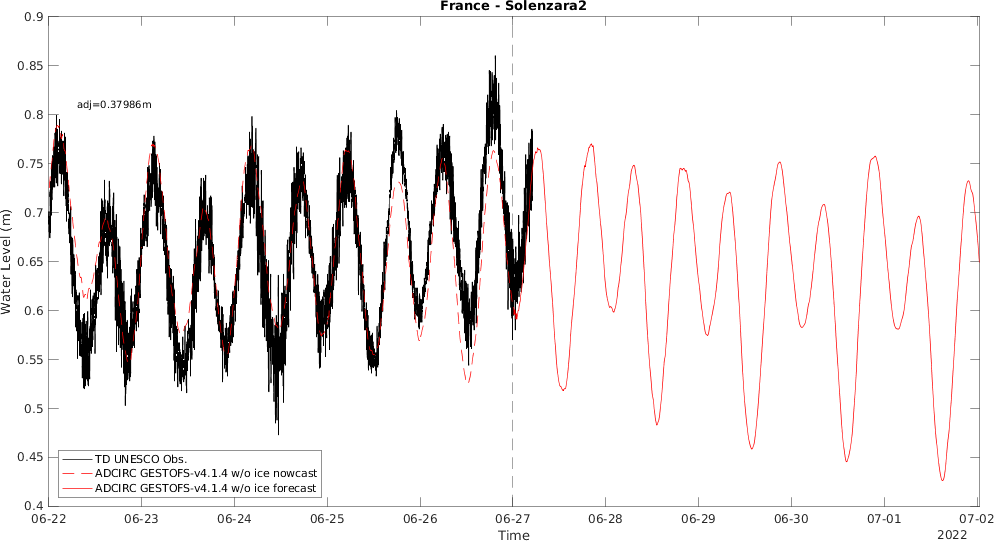 France - Solenzara2
0.9
0.85
0.8
0.75
0.7
0.65
0.6
0.55
0.5
0.45
0.4
Water Level (m)
adj=0.37986m
TD UNESCO Obs.
ADCIRC GESTOFS-v4.1.4 w/o ice nowcast
ADCIRC GESTOFS-v4.1.4 w/o ice forecast
06-22 06-23 06-24 06-25 06-26 06-27 06-28 06-29 06-30 07-01 07-02
Time
2022